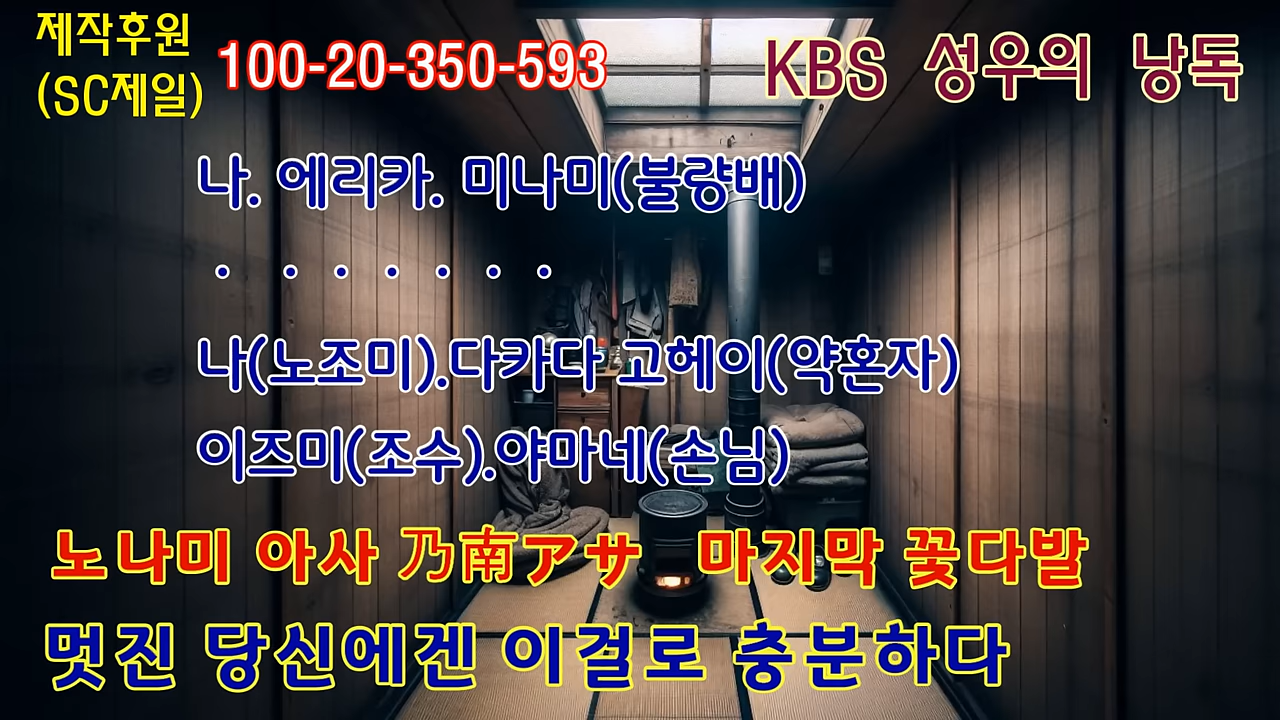 제작후원
(SC제일)
100-20-350-593
KBS 성우의 낭독
나. 에리카. 미나미(불량배)
. . . . . . .
나(노조미).다카다 고헤이(약혼자)
이즈미(조수).야마네(손님)
노나미 아사 乃南アサ 마지막 꽃다발
멋진 당신에겐 이걸로 충분하다